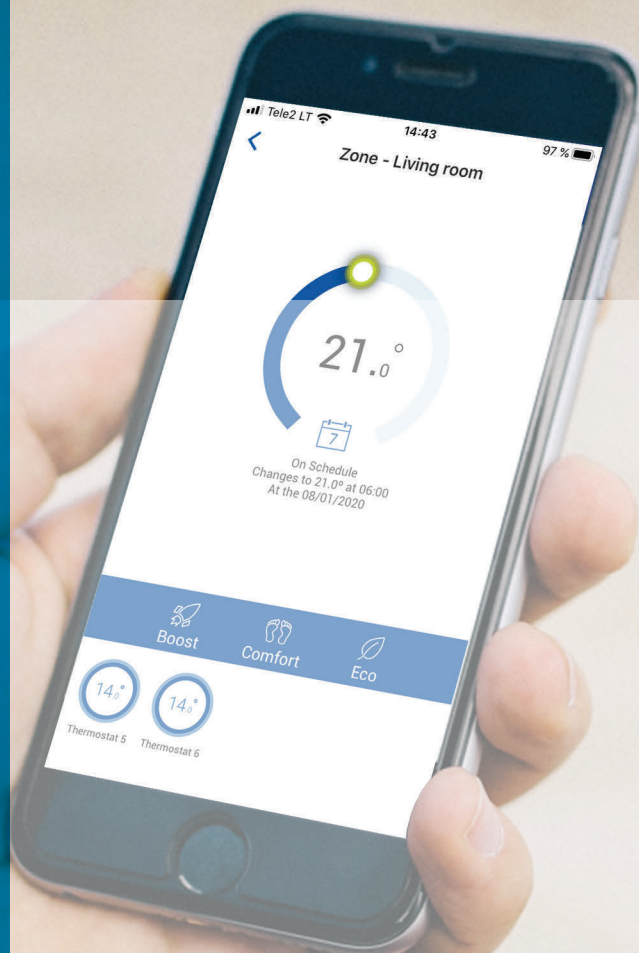 Tele2 LT 14:43 97 %
Zone - Living room
21.0°
7
On Schedule
Changes to 21.0° at 06:00
At the 08/01/2020
Boost Comfort Eco
14.0° 14.0°
Thermostat 5 Thermostat 6